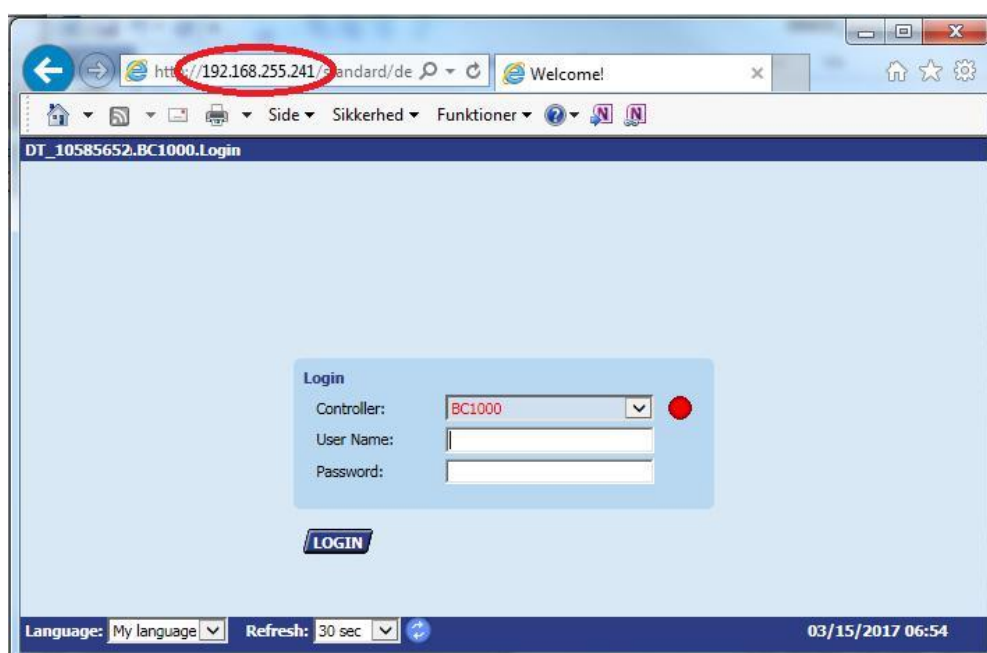 http://192.168.255.241/standard/de
Welcome!
Side Sikkerhed Funktioner
DT_10585652.BC1000.Login
Login
Controller: BC1000
User Name:
Password:
LOGIN
Language: My language Refresh: 30 sec 03/15/2017 06:54